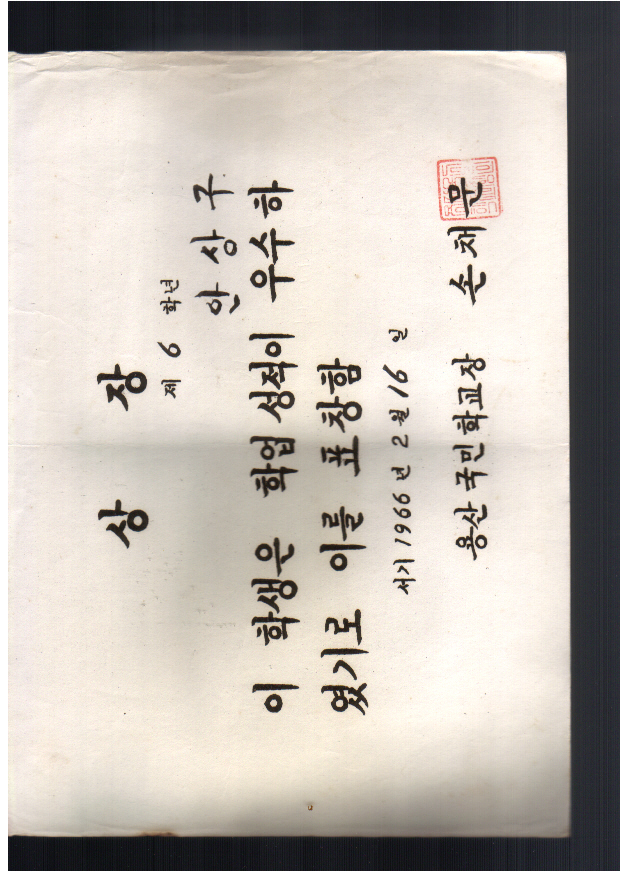 상 장
제 6 학년
안 상 구
이 학생은 학업 성적이 우수하
였기로 이를 표창함
서기 1966 년 2 월 16 일
용산 국민학교장 손채문